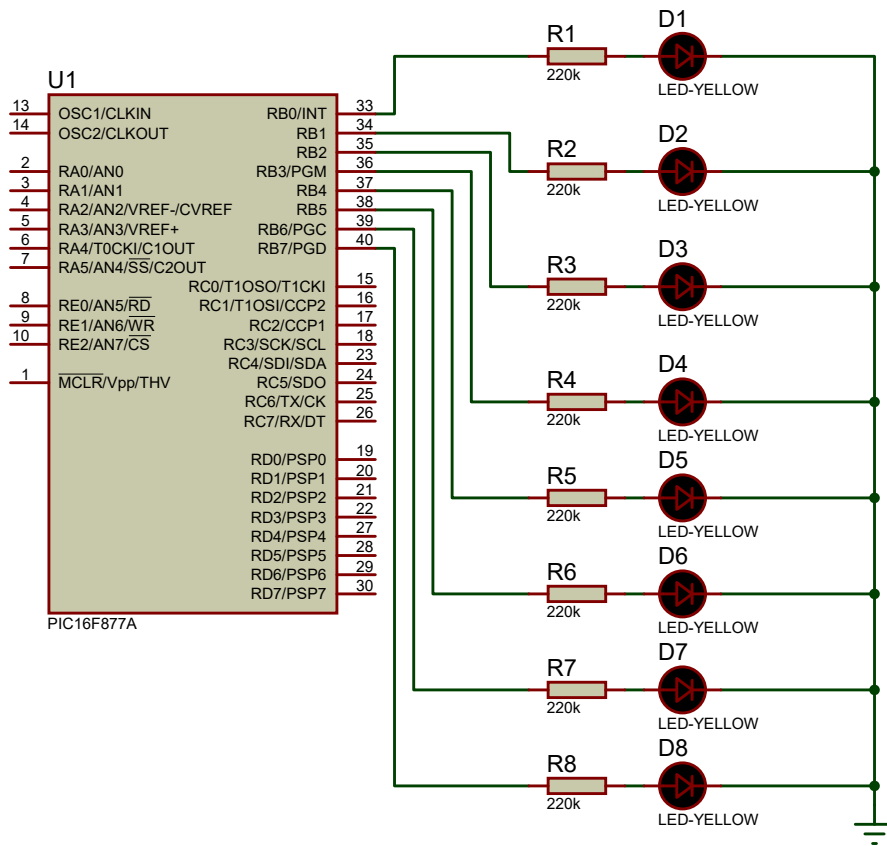 U1
13 OSC1/CLKIN
14 OSC2/CLKOUT
2 RA0/AN0
3 RA1/AN1
4 RA2/AN2/VREF-/CVREF
5 RA3/AN3/VREF+
6 RA4/T0CKI/C1OUT
7 RA5/AN4/SS/C2OUT
8 RE0/AN5/RD
9 RE1/AN6/WR
10 RE2/AN7/CS
1 MCLR/Vpp/THV
RB0/INT 33
RB1 34
RB2 35
RB3/PGM 36
RB4 37
RB5 38
RB6/PGC 39
RB7/PGD 40
RC0/T1OSO/T1CKI 15
RC1/T1OSI/CCP2 16
RC2/CCP1 17
RC3/SCK/SCL 18
RC4/SDI/SDA 23
RC5/SDO 24
RC6/TX/CK 25
RC7/RX/DT 26
RD0/PSP0 19
RD1/PSP1 20
RD2/PSP2 21
RD3/PSP3 22
RD4/PSP4 27
RD5/PSP5 28
RD6/PSP6 29
RD7/PSP7 30
PIC16F877A
R1
220k
D1
LED-YELLOW
R2
220k
D2
LED-YELLOW
R3
220k
D3
LED-YELLOW
R4
220k
D4
LED-YELLOW
R5
220k
D5
LED-YELLOW
R6
220k
D6
LED-YELLOW
R7
220k
D7
LED-YELLOW
R8
220k
D8
LED-YELLOW